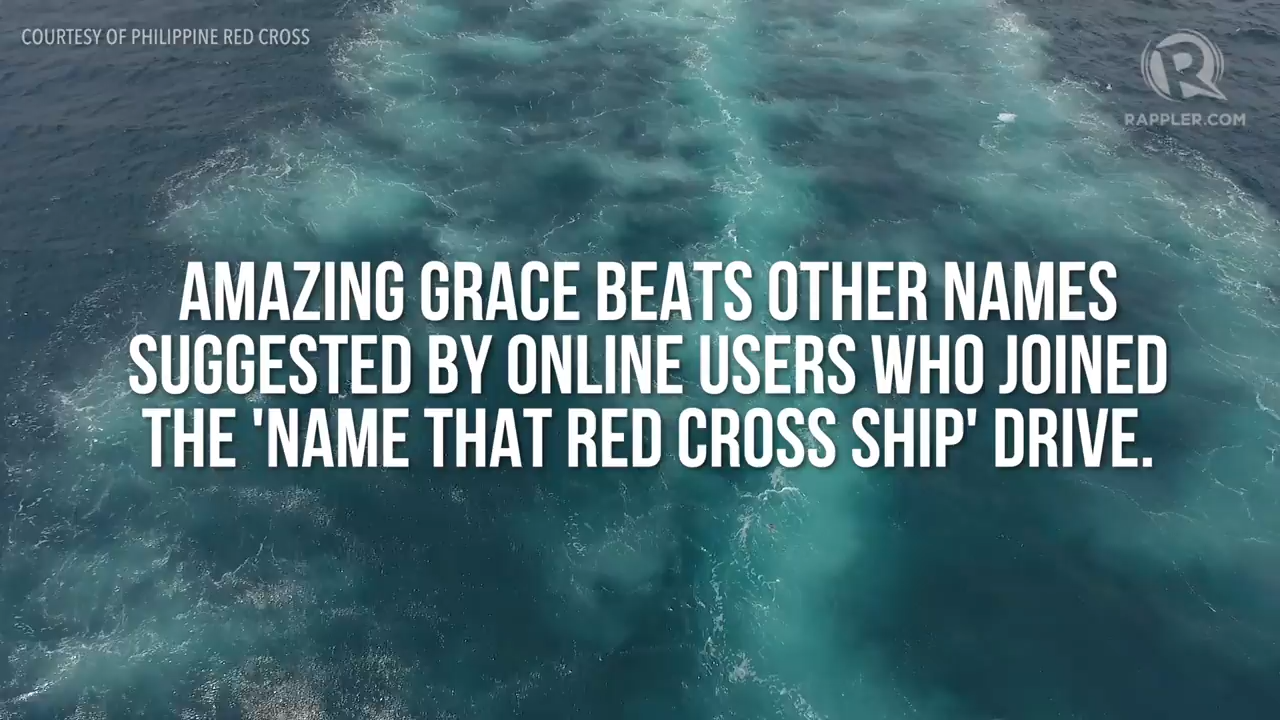 COURTESY OF PHILIPPINE RED CROSS
R
RAPPLER.COM
AMAZING GRACE BEATS OTHER NAMES
SUGGESTED BY ONLINE USERS WHO JOINED
THE 'NAME THAT RED CROSS SHIP' DRIVE.